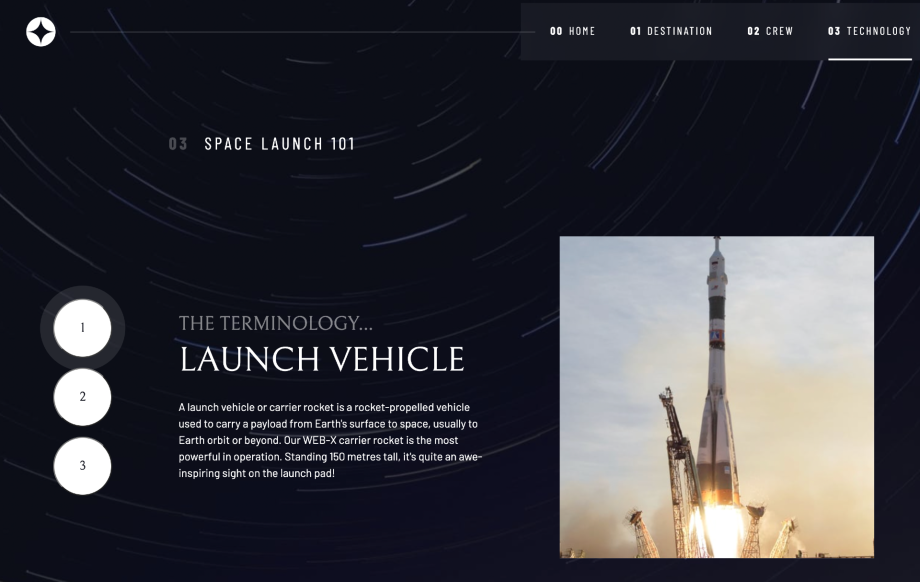 00 HOME
01 DESTINATION
02 CREW
03 TECHNOLOGY
03 SPACE LAUNCH 101
1
2
3
THE TERMINOLOGY...
LAUNCH VEHICLE
A launch vehicle or carrier rocket is a rocket-propelled vehicle
used to carry a payload from Earth's surface to space, usually to
Earth orbit or beyond. Our WEB-X carrier rocket is the most
powerful in operation. Standing 150 metres tall, it's quite an awe-
inspiring sight on the launch pad!